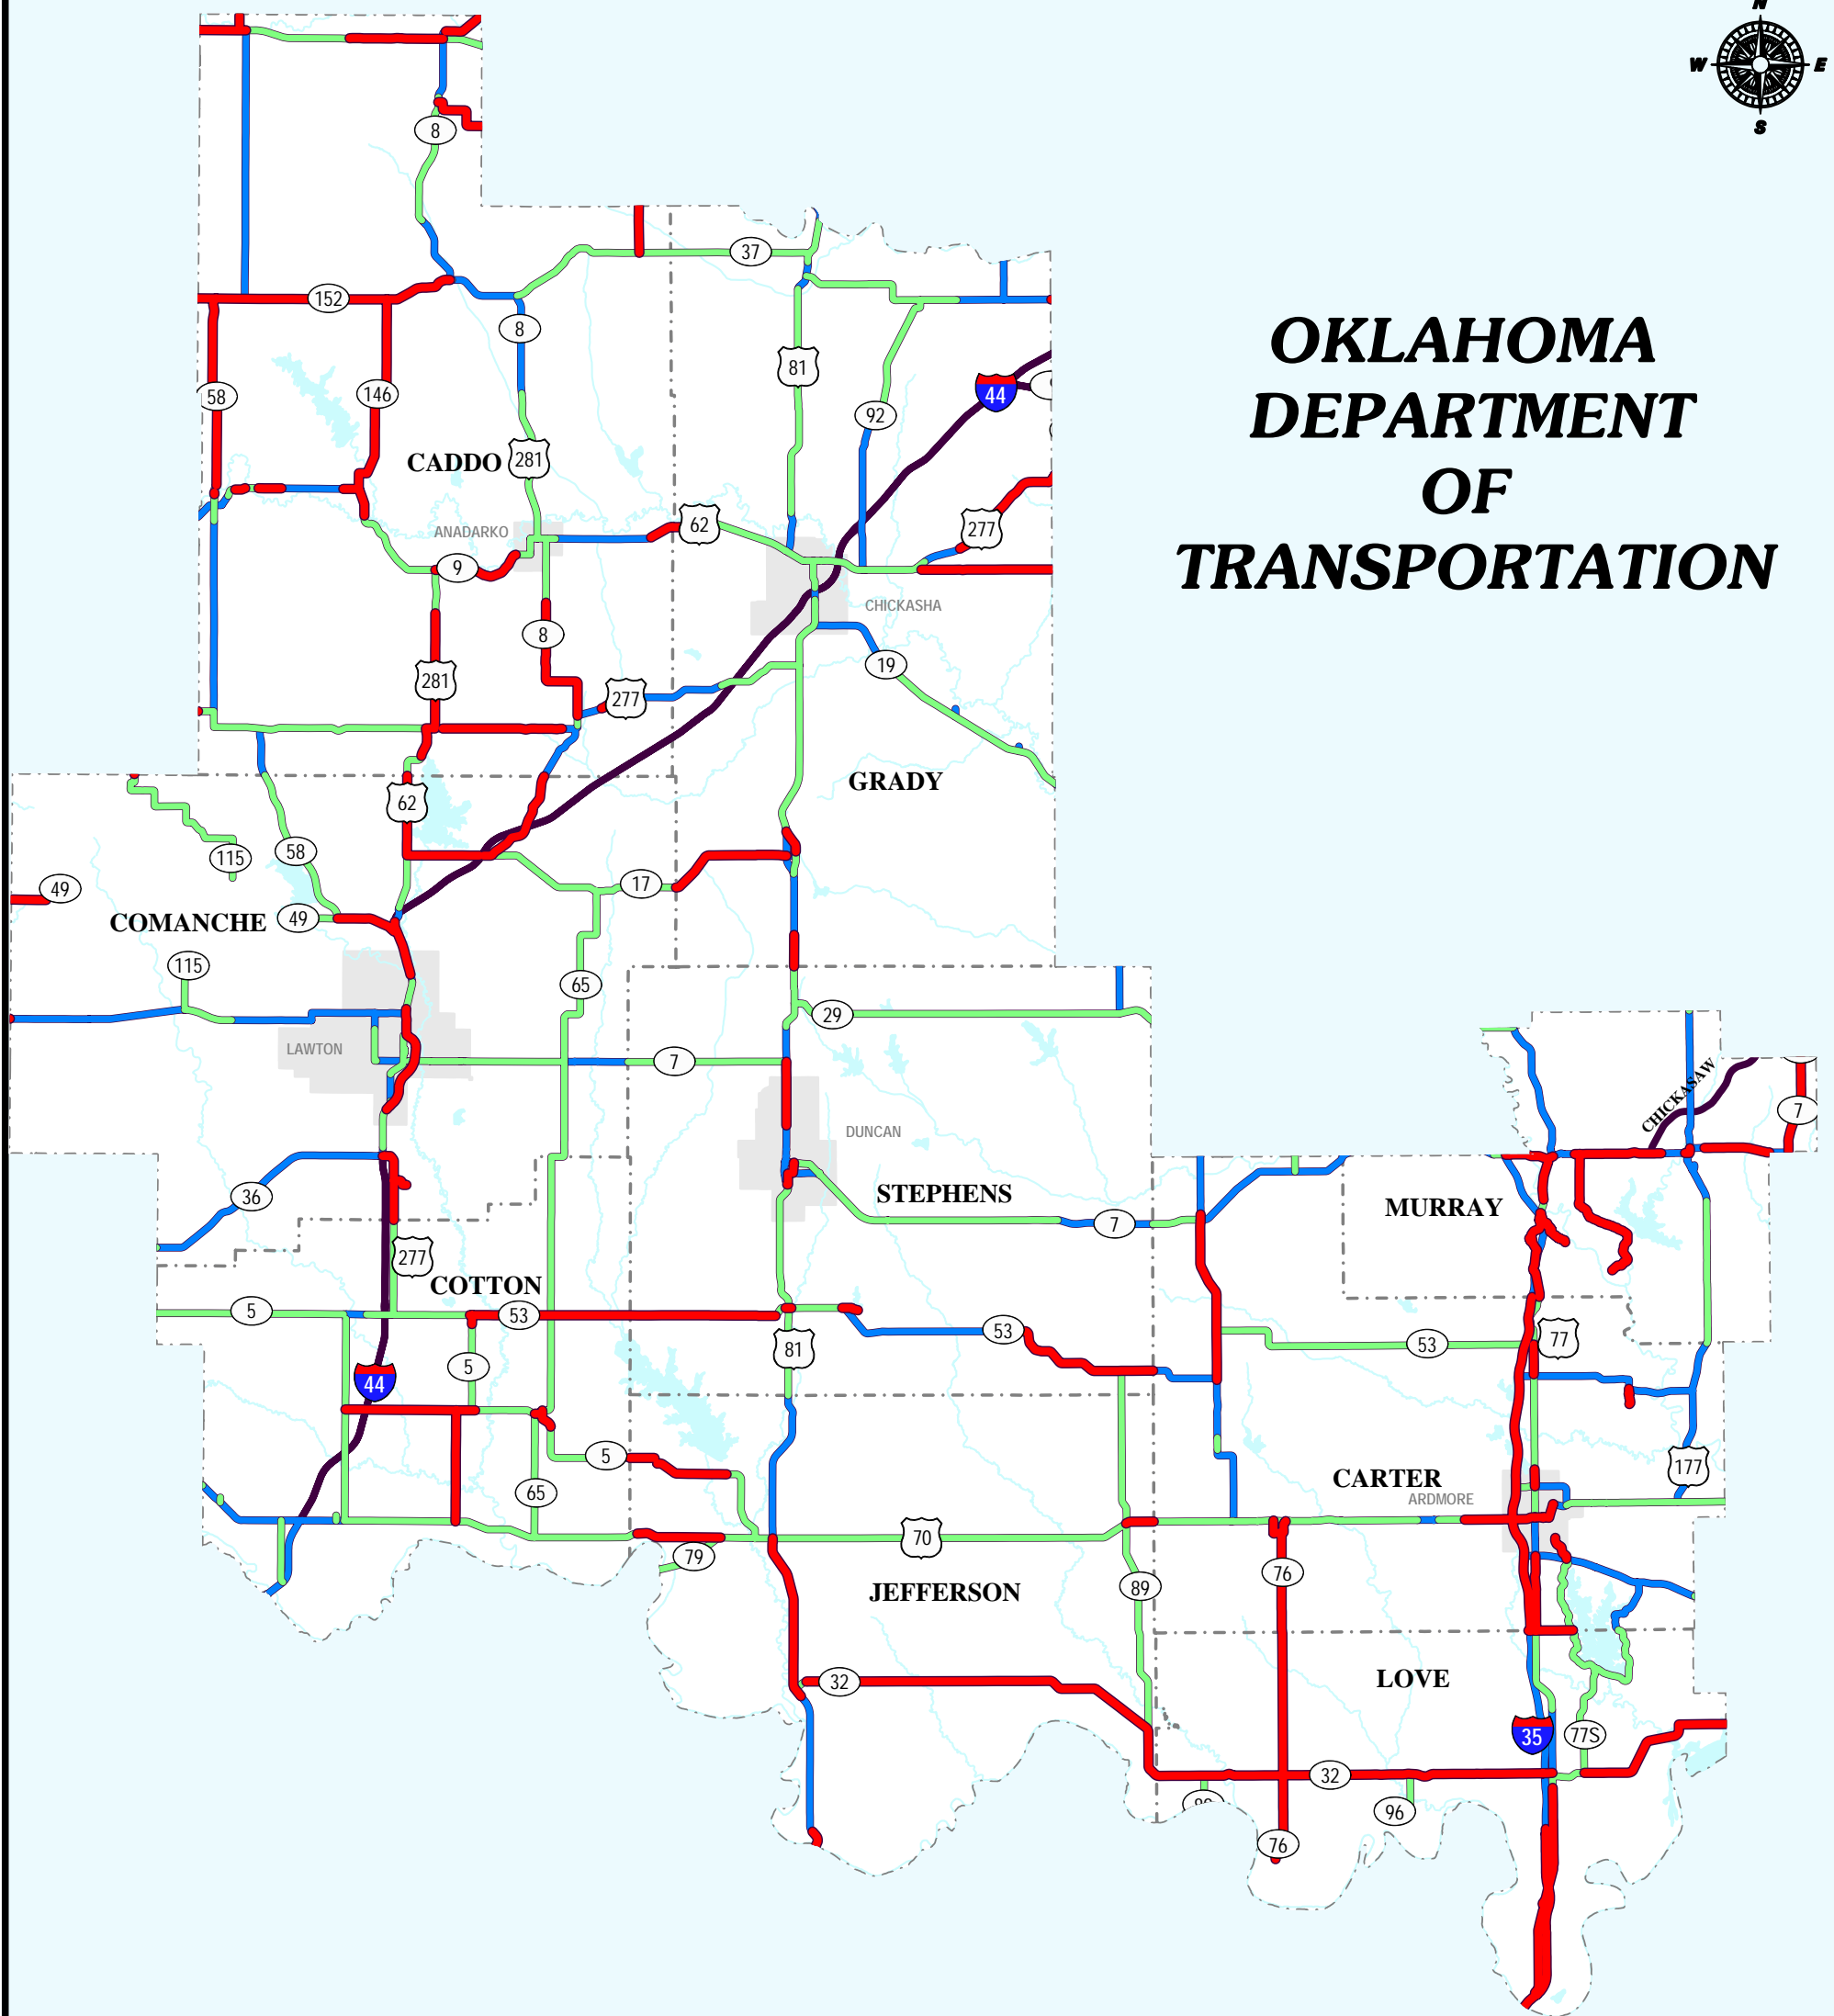 N
W
E
S
8
37
OKLAHOMA
DEPARTMENT
OF
TRANSPORTATION
152
8
81
58
146
44
92
CADDO
281
62
277
ANADARKO
9
CHICKASHA
8
19
281
277
GRADY
62
115
58
49
17
49
COMANCHE
115
65
29
LAWTON
7
CHICKASAW
7
DUNCAN
36
STEPHENS
MURRAY
7
277
COTTON
5
53
53
77
53
81
5
44
5
177
CARTER
65
ARDMORE
70
79
76
89
JEFFERSON
LOVE
32
35
77S
32
96
76